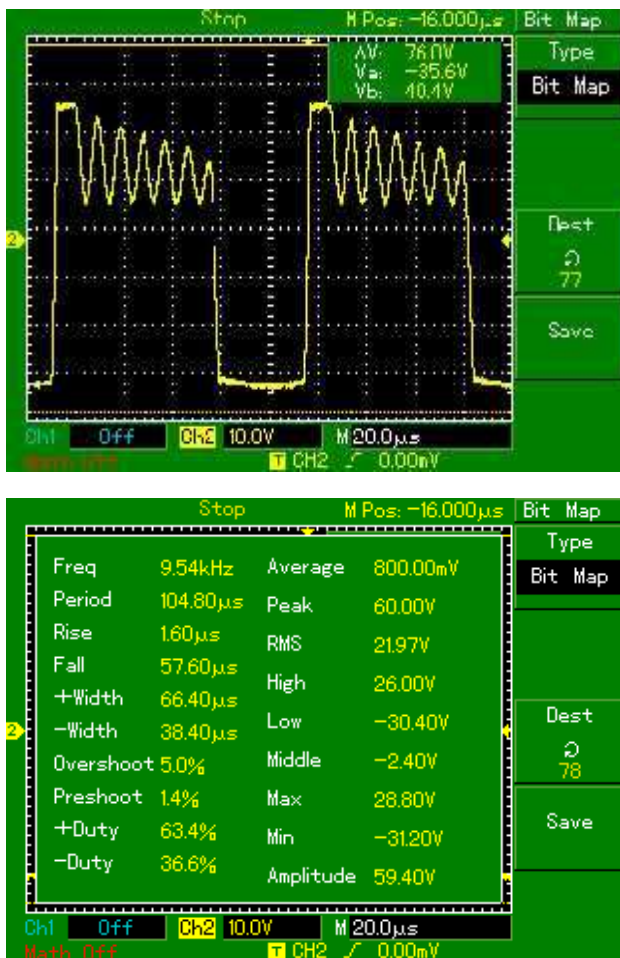 Stop M Pos: -16.000µs Bit Map
Type
Bit Map
ΔV: 76.0V
Va: -35.6V
Vb: 40.4V
2
Dest
77
Save
Ch1 Off Ch2 10.0V M 20.0µs
Math Off T CH2 0.00mV
Stop M Pos: -16.000µs Bit Map
Type
Bit Map
Freq 9.54kHz Average 800.00mV
Period 104.80µs Peak 60.00V
Rise 1.60µs RMS 21.97V
Fall 57.60µs High 26.00V
+Width 66.40µs Low -30.40V
-Width 38.40µs Middle -2.40V
Overshoot 5.0% Max 28.80V
Preshoot 1.4% Min -31.20V
+Duty 63.4% Amplitude 59.40V
-Duty 36.6%
2
Dest
78
Save
Ch1 Off Ch2 10.0V M 20.0µs
Math Off T CH2 0.00mV